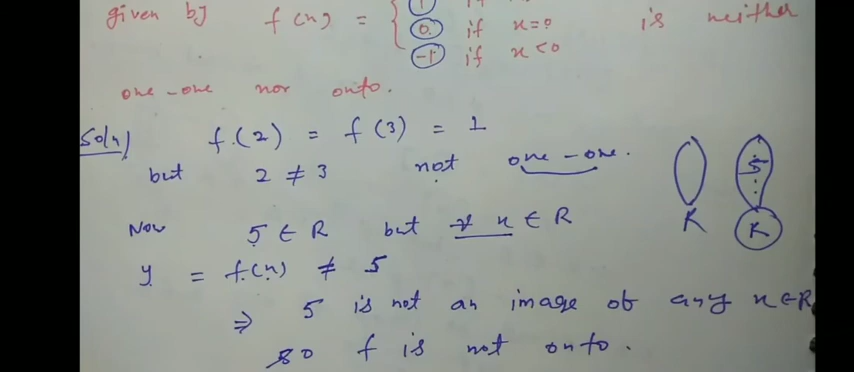 given by f(x) = { 1 if
0 if x=0 is neither
-1 if x<0
one-one nor onto.
Soln) f.(2) = f(3) = 1
but 2 ≠ 3 not one-one.
Now 5 ∈ R but ∀ x ∈ R
y = f(x) ≠ 5
⇒ 5 is not an image of any x∈R
so f is not onto.
5
R R